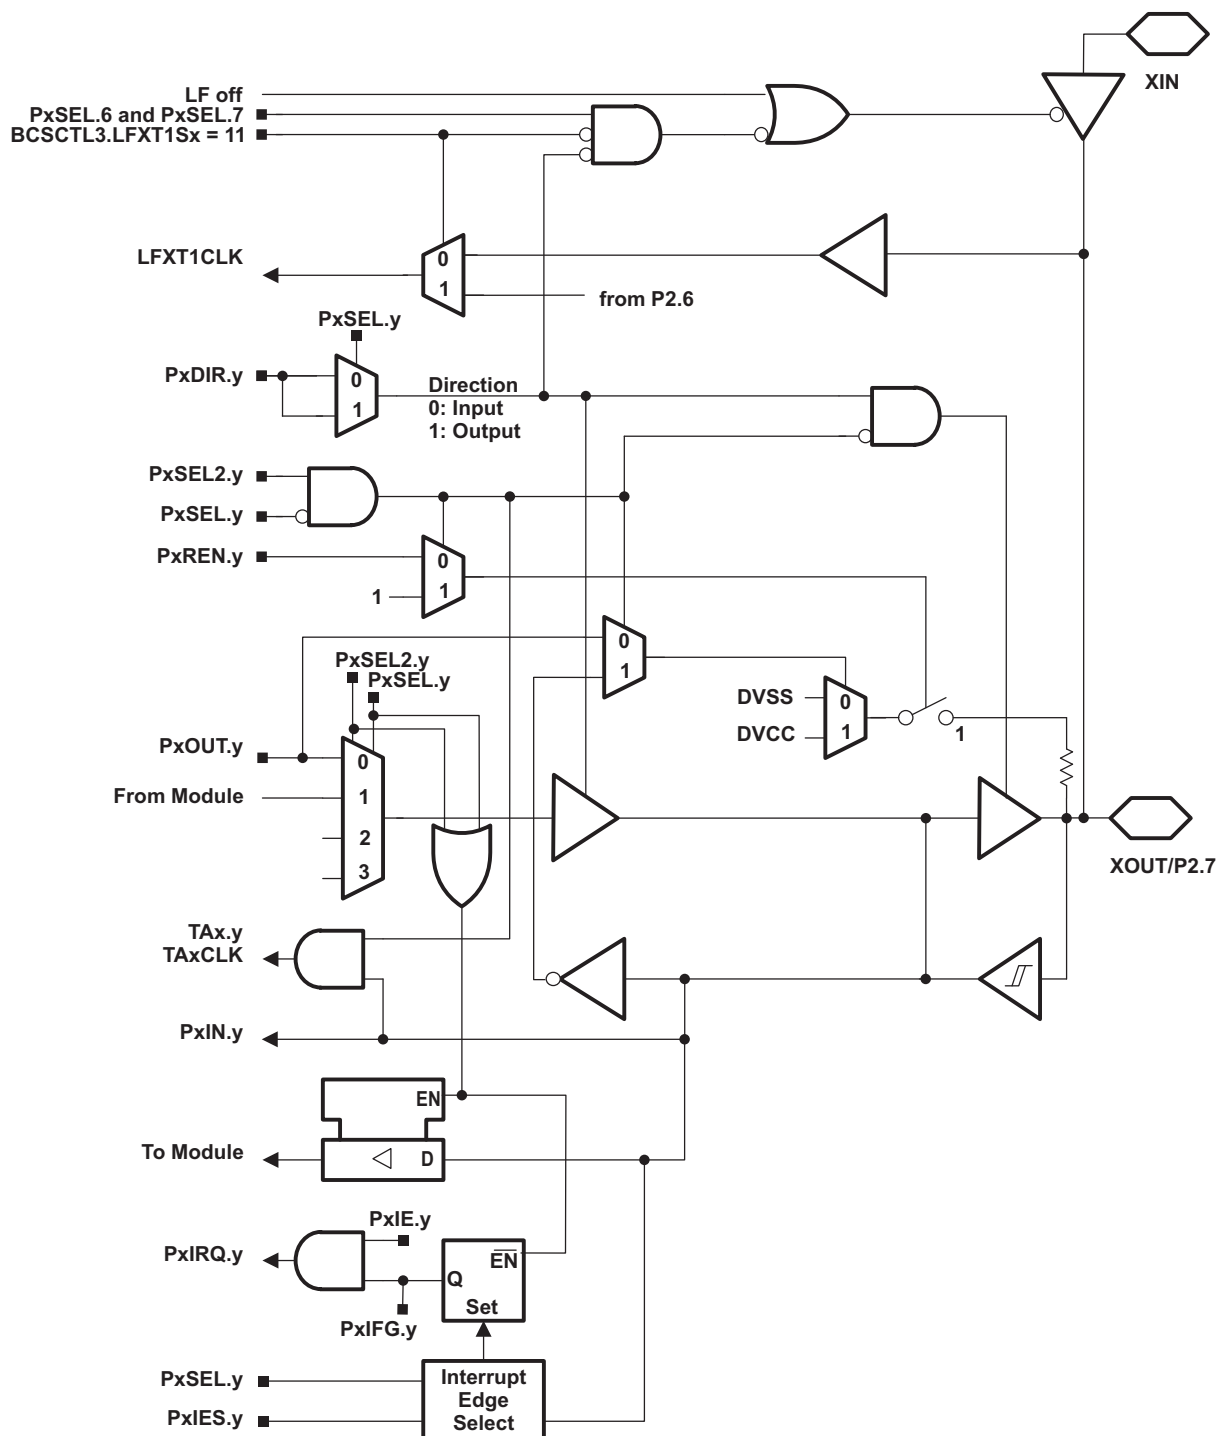 XIN
LF off
PxSEL.6 and PxSEL.7
BCSCTL3.LFXT1Sx = 11
LFXT1CLK
0
1
from P2.6
PxSEL.y
PxDIR.y
0
1
Direction
0: Input
1: Output
PxSEL2.y
PxSEL.y
PxREN.y
0
1
1
0
1
PxSEL2.y
PxSEL.y
DVSS
DVCC
0
1
1
PxOUT.y
From Module
0
1
2
3
XOUT/P2.7
TAx.y
TAxCLK
PxIN.y
EN
To Module
D
PxIE.y
PxIRQ.y
EN
Q
Set
PxIFG.y
PxSEL.y
PxIES.y
Interrupt
Edge
Select